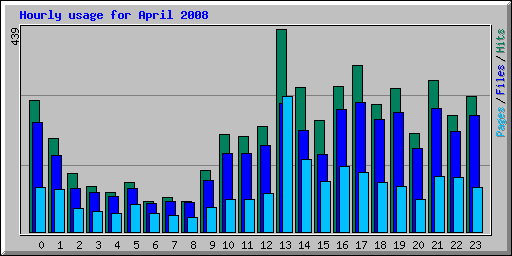 Hourly usage for April 2008
439
Pages / Files / Hits
0 1 2 3 4 5 6 7 8 9 10 11 12 13 14 15 16 17 18 19 20 21 22 23